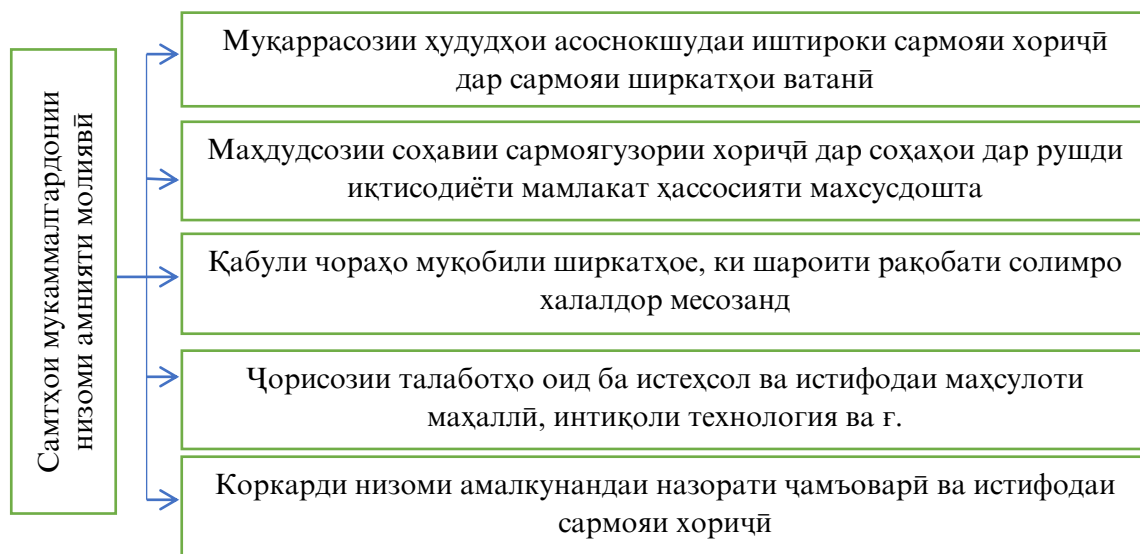 Самтҳои мукаммалгардонии
низоми амнияти молиявӣ
Муқаррасозии ҳудудҳои асоснокшудаи иштироки сармояи хориҷӣ
дар сармояи ширкатҳои ватанӣ
Маҳдудсозии соҳавии сармоягузории хориҷӣ дар соҳаҳои дар рушди
иқтисодиёти мамлакат ҳассосияти махсусдошта
Қабули чораҳо муқобили ширкатҳое, ки шароити рақобати солимро
халалдор месозанд
Ҷорисозии талаботҳо оид ба истеҳсол ва истифодаи маҳсулоти
маҳаллӣ, интиқоли технология ва ғ.
Коркарди низоми амалкунандаи назорати ҷамъоварӣ ва истифодаи
сармояи хориҷӣ